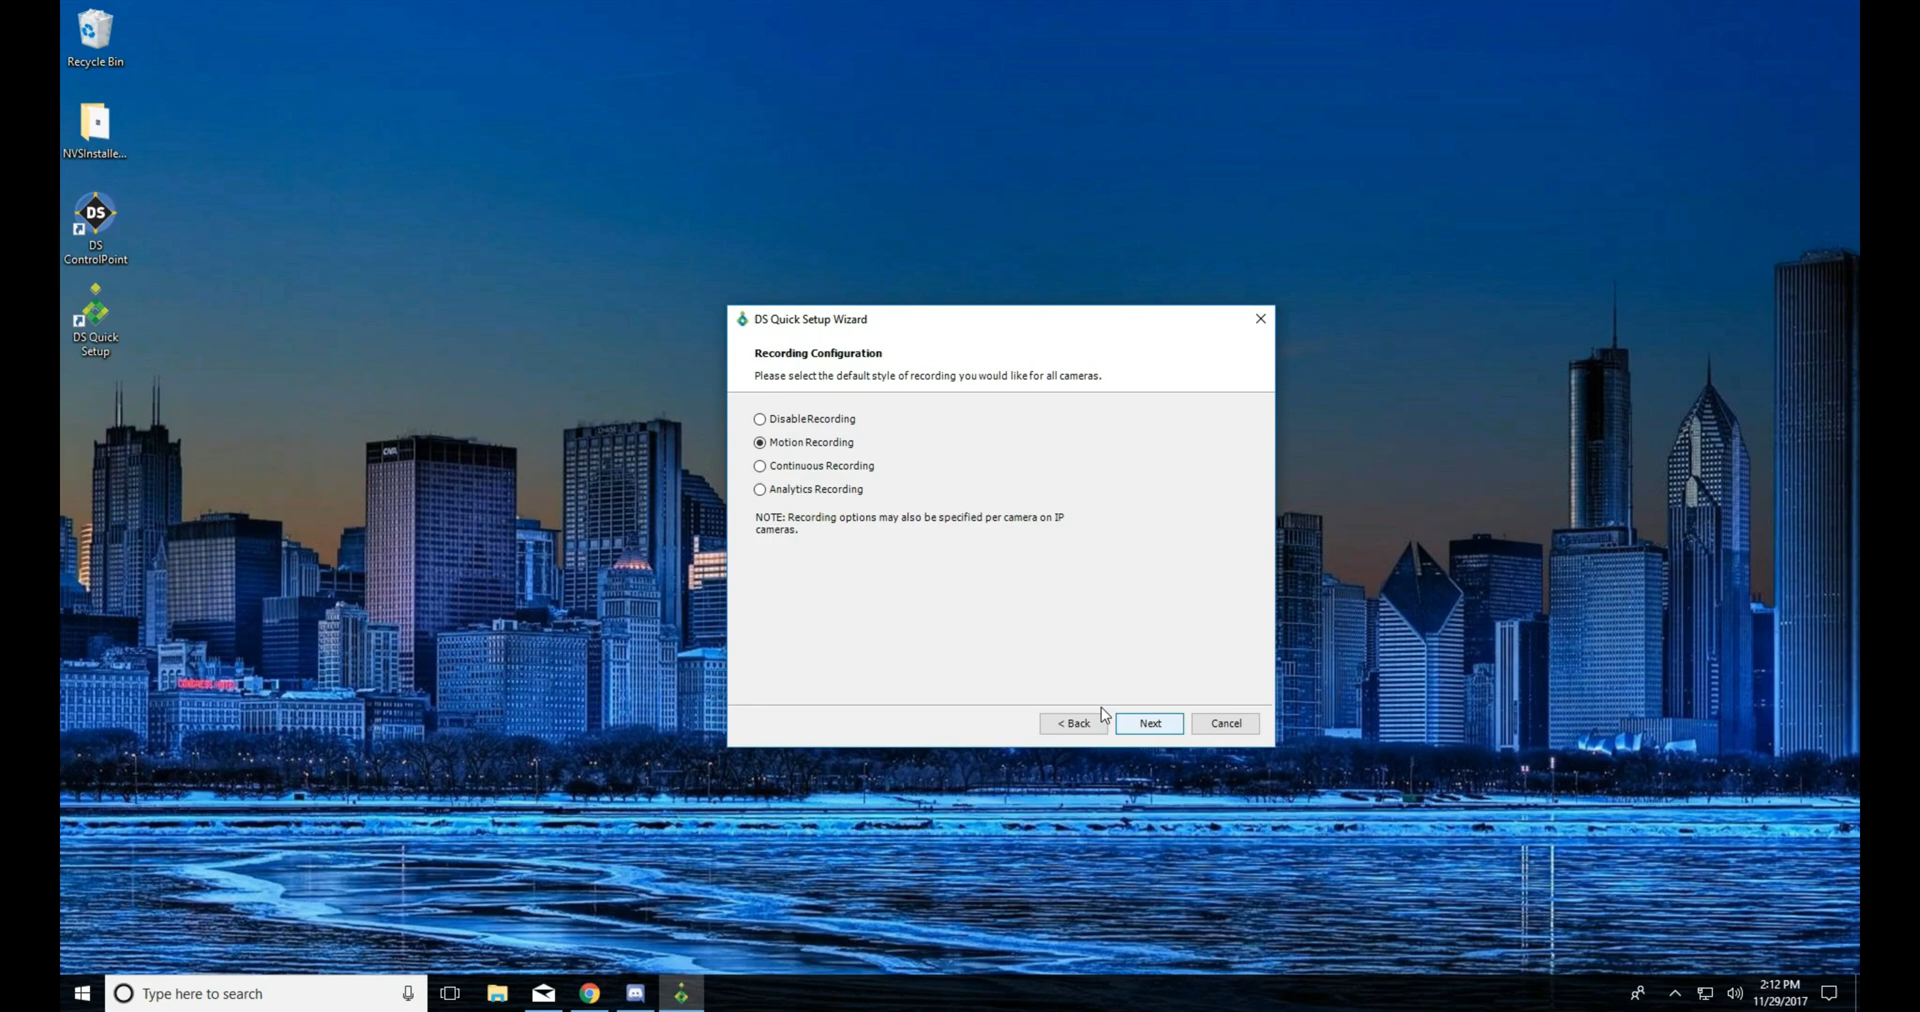 Recycle Bin
NVSInstalle...
DS
DS
ControlPoint
DS Quick
Setup
CNA
CHASE
DS Quick Setup Wizard
Recording Configuration
Please select the default style of recording you would like for all cameras.
Disable Recording
Motion Recording
Continuous Recording
Analytics Recording
NOTE: Recording options may also be specified per camera on IP
cameras.
< Back
Next
Cancel
Type here to search
2:12 PM
11/29/2017